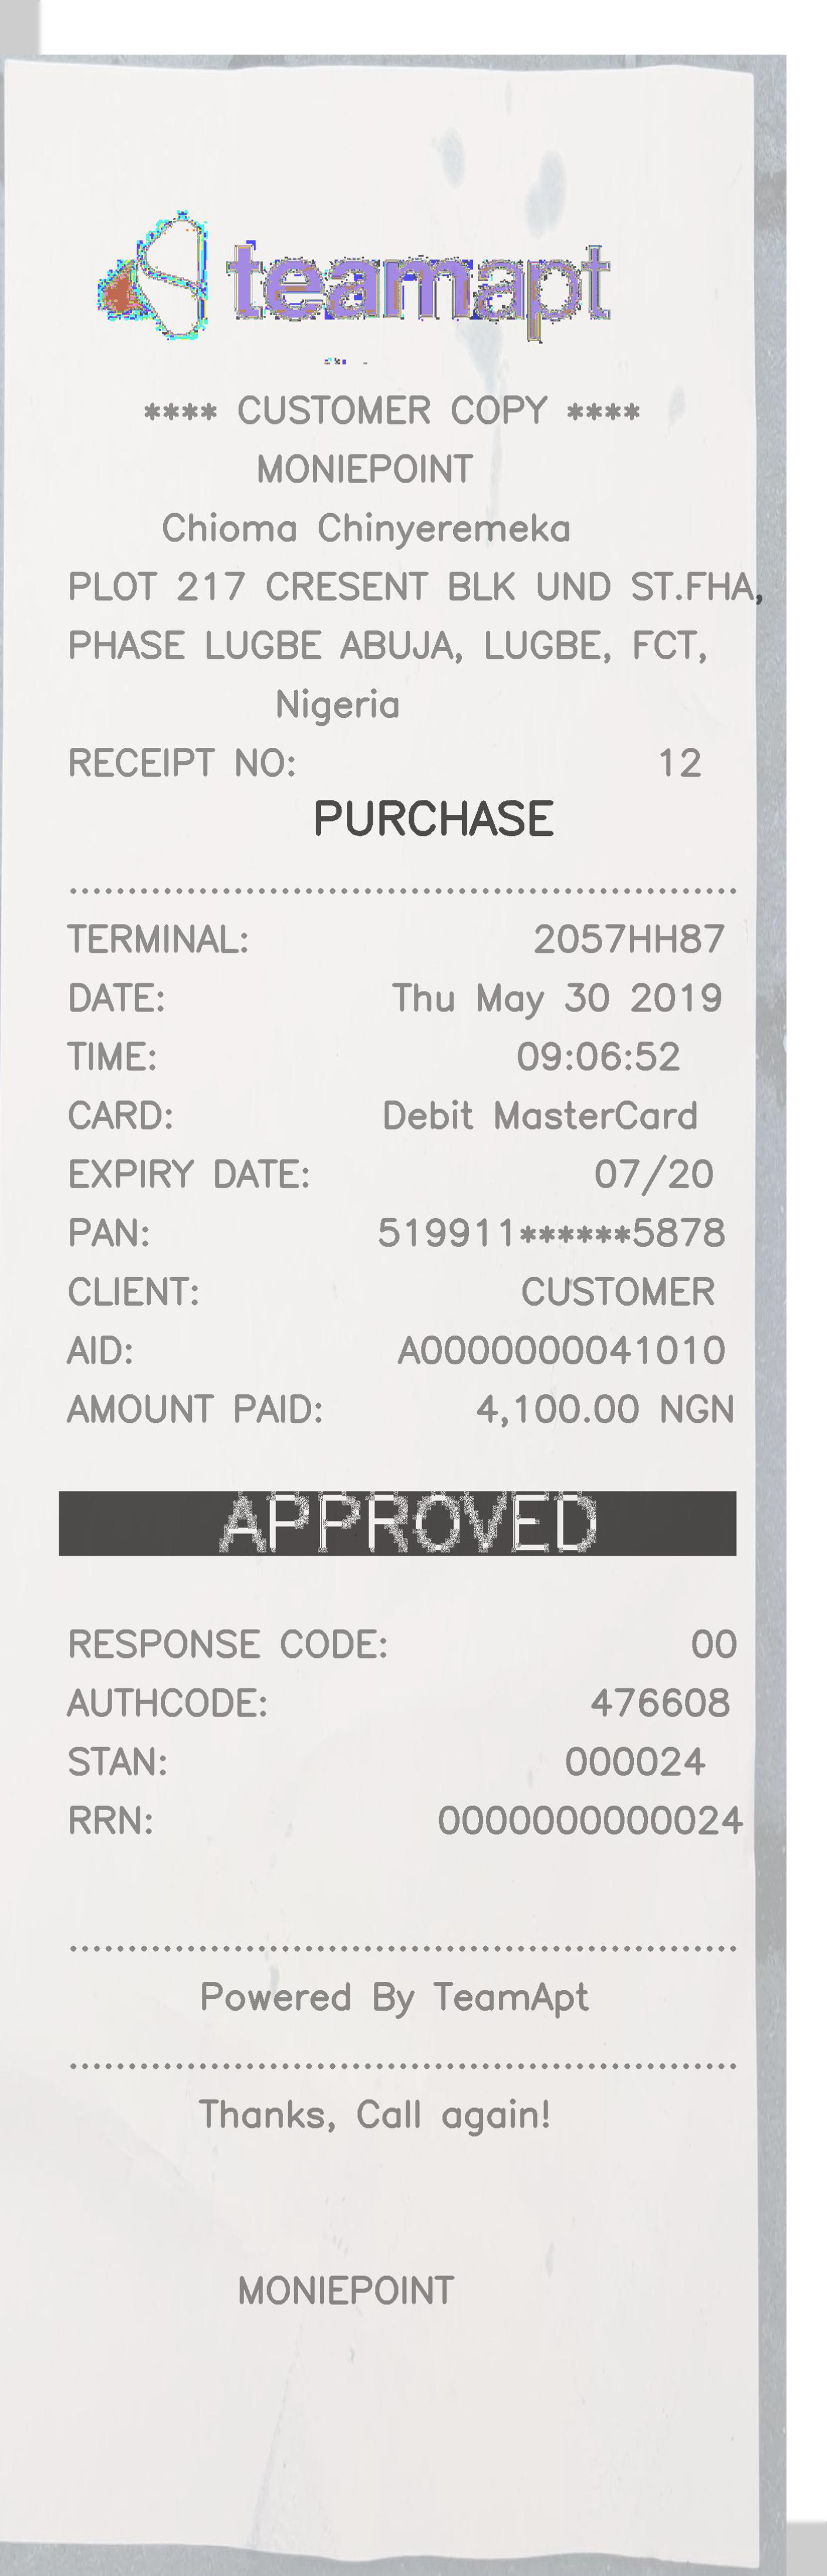 teamapt
**** CUSTOMER COPY ****
MONIEPOINT
Chioma Chinyeremeka
PLOT 217 CRESENT BLK UND ST.FHA,
PHASE LUGBE ABUJA, LUGBE, FCT,
Nigeria
RECEIPT NO: 12
PURCHASE
TERMINAL: 2057HH87
DATE: Thu May 30 2019
TIME: 09:06:52
CARD: Debit MasterCard
EXPIRY DATE: 07/20
PAN: 519911******5878
CLIENT: CUSTOMER
AID: A0000000041010
AMOUNT PAID: 4,100.00 NGN
APPROVED
RESPONSE CODE: 00
AUTHCODE: 476608
STAN: 000024
RRN: 0000000000024
Powered By TeamApt
Thanks, Call again!
MONIEPOINT